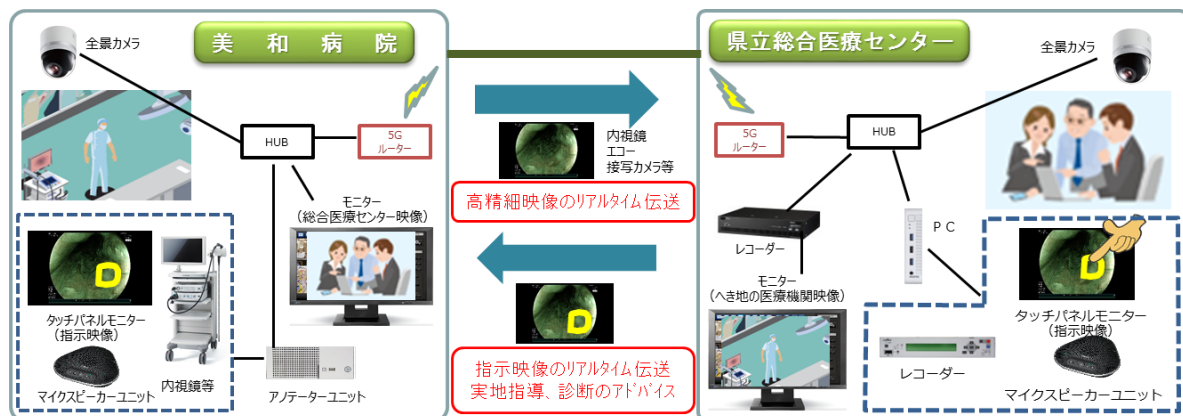 美 和 病 院
全景カメラ
HUB
5G
ルーター
モニター
(総合医療センター映像)
タッチパネルモニター
(指示映像)
マイクスピーカーユニット
内視鏡等
アノテーターユニット
内視鏡
エコー
接写カメラ等
高精細映像のリアルタイム伝送
指示映像のリアルタイム伝送
実地指導、診断のアドバイス
県立総合医療センター
全景カメラ
5G
ルーター
HUB
レコーダー
PC
モニター
(へき地の医療機関映像)
タッチパネルモニター
(指示映像)
レコーダー
マイクスピーカーユニット